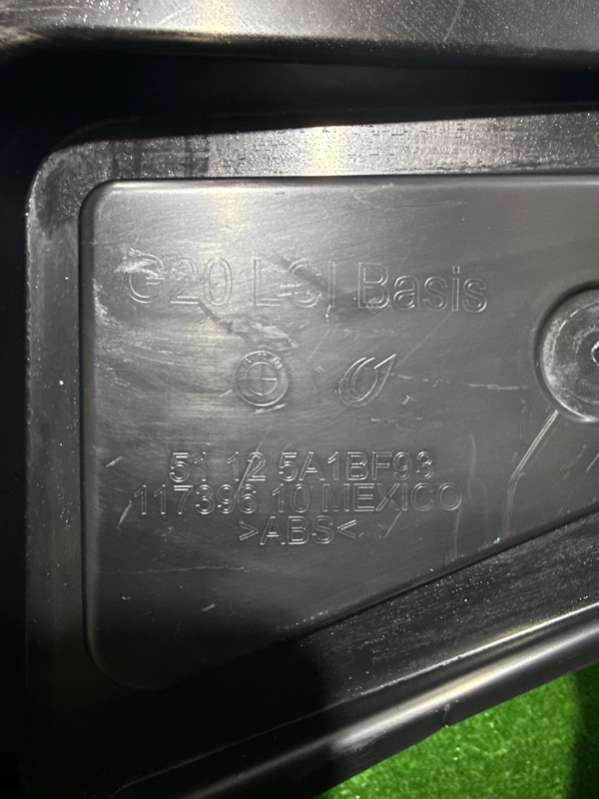 G20 LCI Basis
51 12 5A1BF93
117396 10 MEXICO
>ABS<